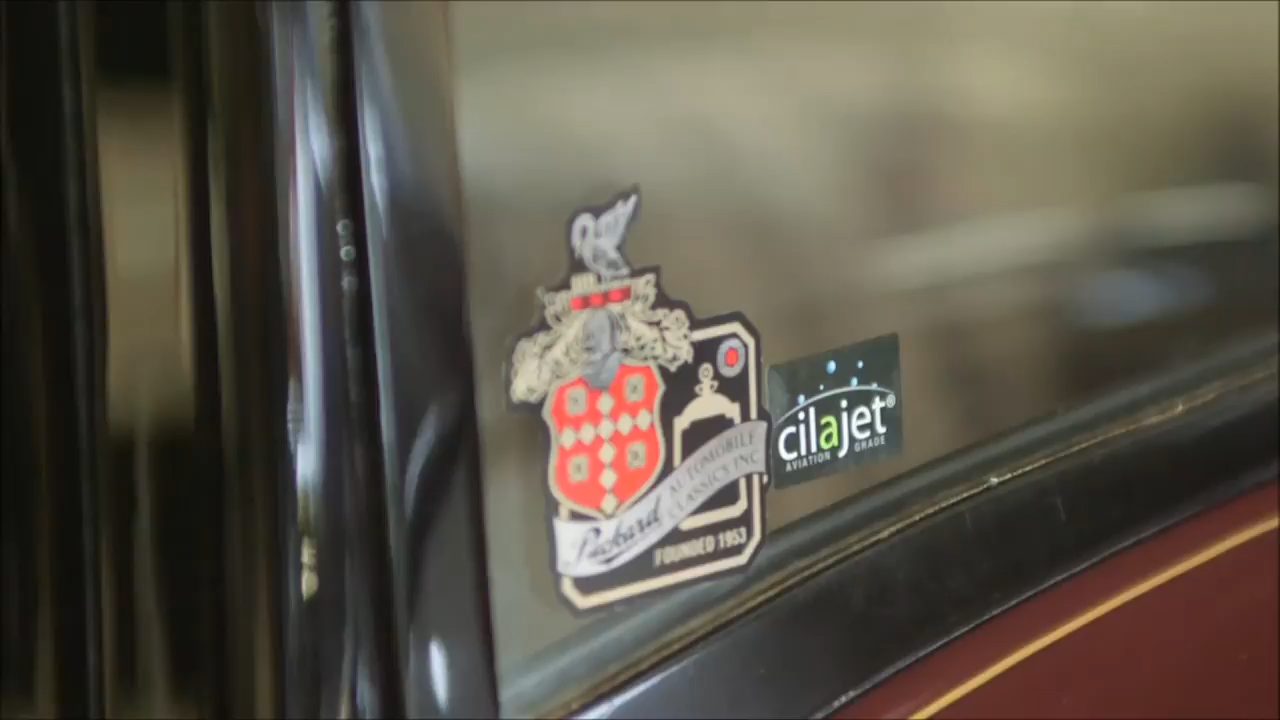 AUTOMOBILE
CLASSICS INC
Packard
FOUNDED 1953
cilajet®
AVIATION GRADE